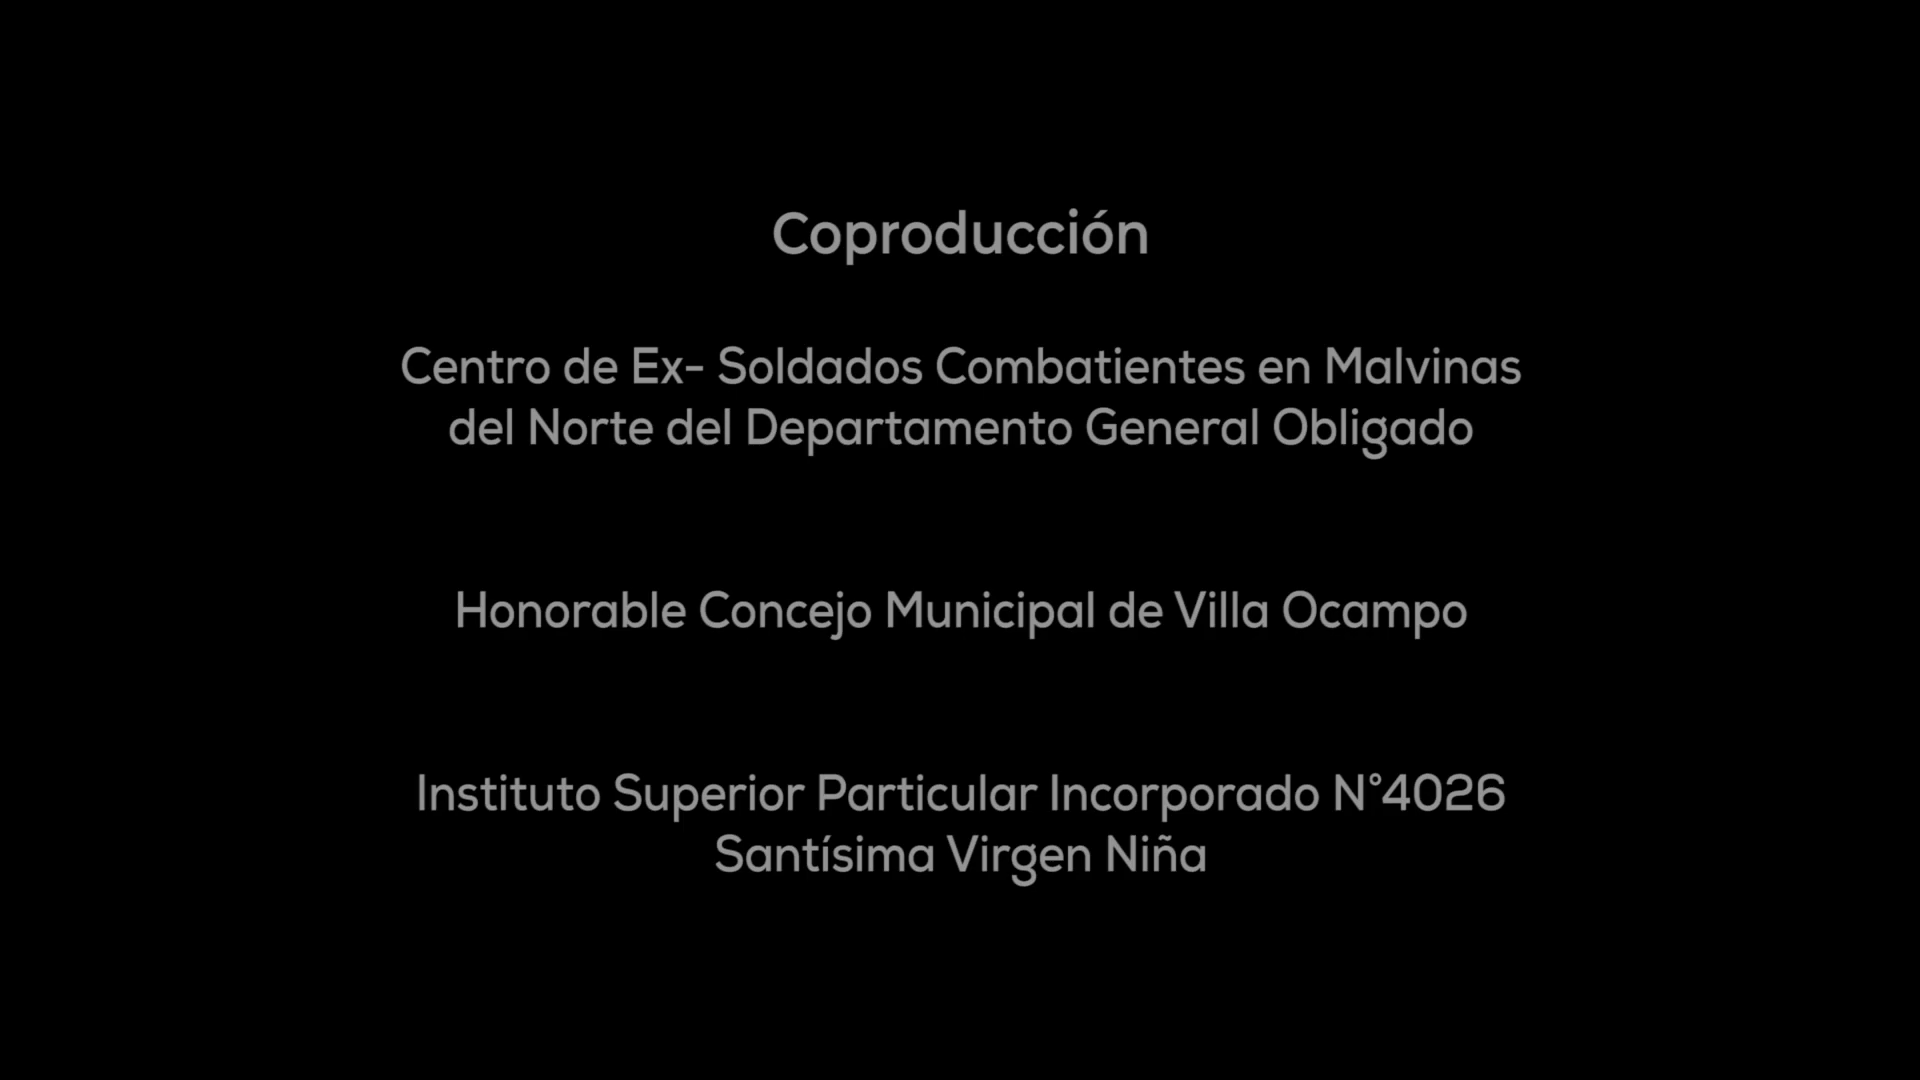 Coproducción
Centro de Ex- Soldados Combatientes en Malvinas
del Norte del Departamento General Obligado
Honorable Concejo Municipal de Villa Ocampo
Instituto Superior Particular Incorporado N°4026
Santísima Virgen Niña